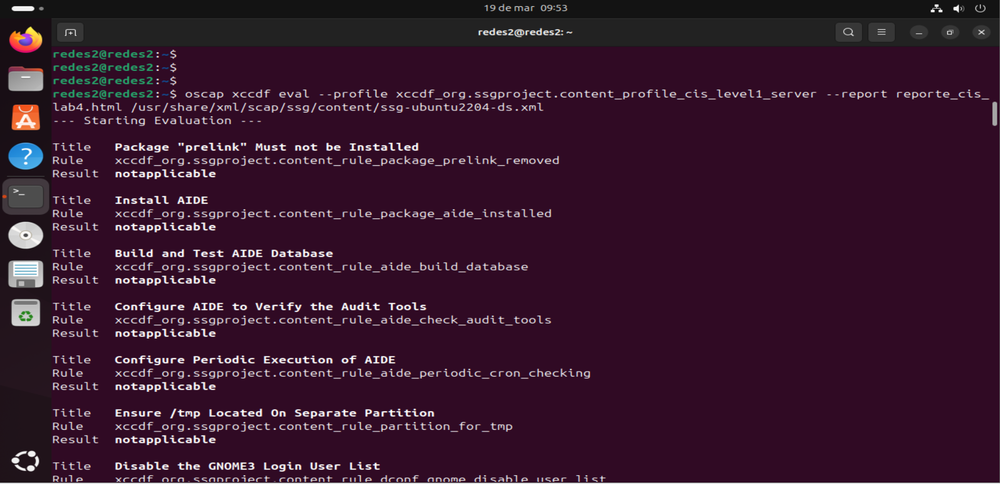 19 de mar 09:53
redes2@redes2: ~
redes2@redes2:~$
redes2@redes2:~$
redes2@redes2:~$
redes2@redes2:~$ oscap xccdf eval --profile xccdf_org.ssgproject.content_profile_cis_level1_server --report reporte_cis_
lab4.html /usr/share/xml/scap/ssg/content/ssg-ubuntu2204-ds.xml
--- Starting Evaluation ---
Title Package "prelink" Must not be Installed
Rule xccdf_org.ssgproject.content_rule_package_prelink_removed
Result notapplicable
Title Install AIDE
Rule xccdf_org.ssgproject.content_rule_package_aide_installed
Result notapplicable
Title Build and Test AIDE Database
Rule xccdf_org.ssgproject.content_rule_aide_build_database
Result notapplicable
Title Configure AIDE to Verify the Audit Tools
Rule xccdf_org.ssgproject.content_rule_aide_check_audit_tools
Result notapplicable
Title Configure Periodic Execution of AIDE
Rule xccdf_org.ssgproject.content_rule_aide_periodic_cron_checking
Result notapplicable
Title Ensure /tmp Located On Separate Partition
Rule xccdf_org.ssgproject.content_rule_partition_for_tmp
Result notapplicable
Title Disable the GNOME3 Login User List
Rule xccdf_org.ssgproject.content_rule_dconf_gnome_disable_user_list